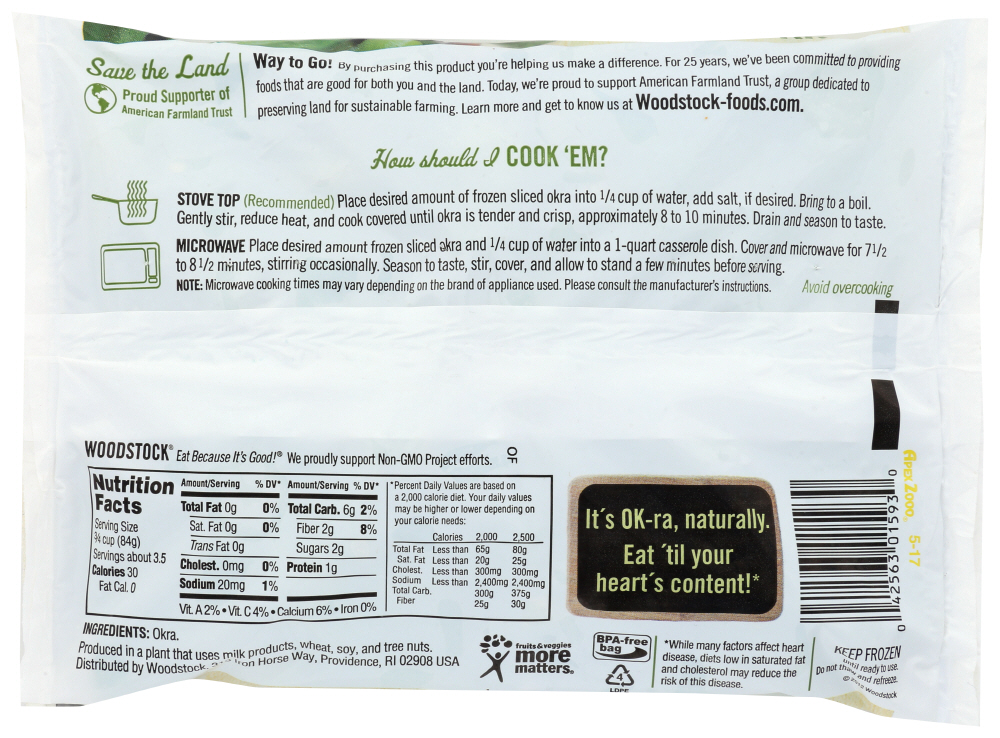 Save the Land
Proud Supporter of
American Farmland Trust
Way to Go! By purchasing this product you're helping us make a difference. For 25 years, we've been committed to providing
foods that are good for both you and the land. Today, we're proud to support American Farmland Trust, a group dedicated to
preserving land for sustainable farming. Learn more and get to know us at Woodstock-foods.com.
How should I COOK 'EM?
STOVE TOP (Recommended) Place desired amount of frozen sliced okra into 1/4 cup of water, add salt, if desired. Bring to a boil.
Gently stir, reduce heat, and cook covered until okra is tender and crisp, approximately 8 to 10 minutes. Drain and season to taste.
MICROWAVE Place desired amount frozen sliced okra and 1/4 cup of water into a 1-quart casserole dish. Cover and microwave for 7 1/2
to 8 1/2 minutes, stirring occasionally. Season to taste, stir, cover, and allow to stand a few minutes before serving.
NOTE: Microwave cooking times may vary depending on the brand of appliance used. Please consult the manufacturer's instructions.
Avoid overcooking
WOODSTOCK® Eat Because It's Good!® We proudly support Non-GMO Project efforts.
OF
Nutrition
Facts
Serving Size
¾ cup (84g)
Servings about 3.5
Calories 30
Fat Cal. 0
Amount/Serving % DV*
Total Fat 0g 0%
Sat. Fat 0g 0%
Trans Fat 0g
Cholest. 0mg 0%
Sodium 20mg 1%
Amount/Serving % DV*
Total Carb. 6g 2%
Fiber 2g 8%
Sugars 2g
Protein 1g
Vit. A 2% • Vit. C 4% • Calcium 6% • Iron 0%
*Percent Daily Values are based on
a 2,000 calorie diet. Your daily values
may be higher or lower depending on
your calorie needs:
Calories 2,000 2,500
Total Fat Less than 65g 80g
Sat. Fat Less than 20g 25g
Cholest. Less than 300mg 300mg
Sodium Less than 2,400mg 2,400mg
Total Carb. 300g 375g
Fiber 25g 30g
It's OK-ra, naturally.
Eat 'til your
heart's content!*
0 42563 01593 0
Apex 2000 5-17
INGREDIENTS: Okra.
Produced in a plant that uses milk products, wheat, soy, and tree nuts.
Distributed by Woodstock, Iron Horse Way, Providence, RI 02908 USA
fruits & veggies
more
matters.®
BPA-free
bag
4
LDPE
*While many factors affect heart
disease, diets low in saturated fat
and cholesterol may reduce the
risk of this disease.
KEEP FROZEN
until ready to use.
Do not thaw and refreeze.
© Woodstock